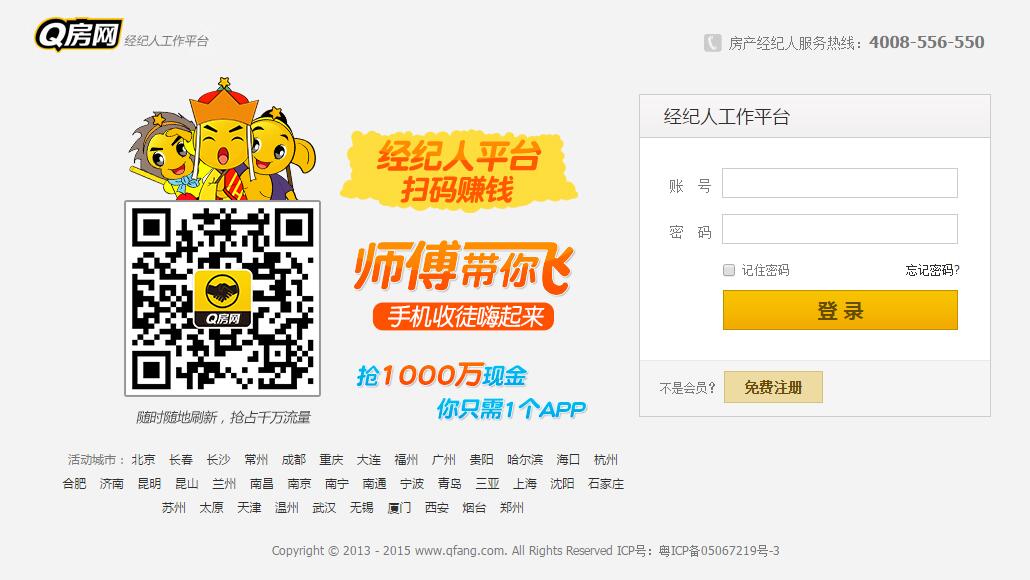 Q房网 经纪人工作平台
房产经纪人服务热线：4008-556-550
经纪人平台
扫码赚钱
师傅带你飞
手机收徒嗨起来
抢1000万现金
你只需1个APP
Q房网
随时随地刷新，抢占千万流量
经纪人工作平台
账 号
密 码
记住密码 忘记密码?
登 录
不是会员? 免费注册
活动城市： 北京 长春 长沙 常州 成都 重庆 大连 福州 广州 贵阳 哈尔滨 海口 杭州
合肥 济南 昆明 昆山 兰州 南昌 南京 南宁 南通 宁波 青岛 三亚 上海 沈阳 石家庄
苏州 太原 天津 温州 武汉 无锡 厦门 西安 烟台 郑州
Copyright © 2013 - 2015 www.qfang.com. All Rights Reserved ICP号：粤ICP备05067219号-3